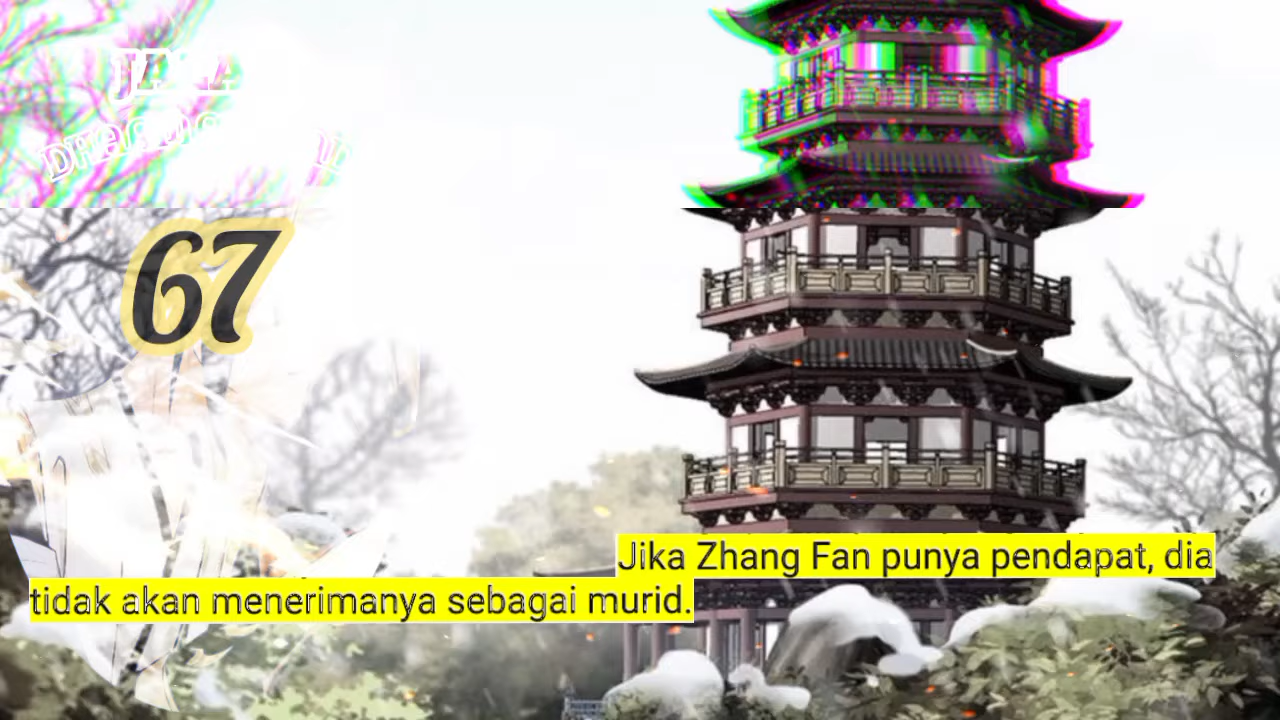 67
Jika Zhang Fan punya pendapat, dia
tidak akan menerimanya sebagai murid.